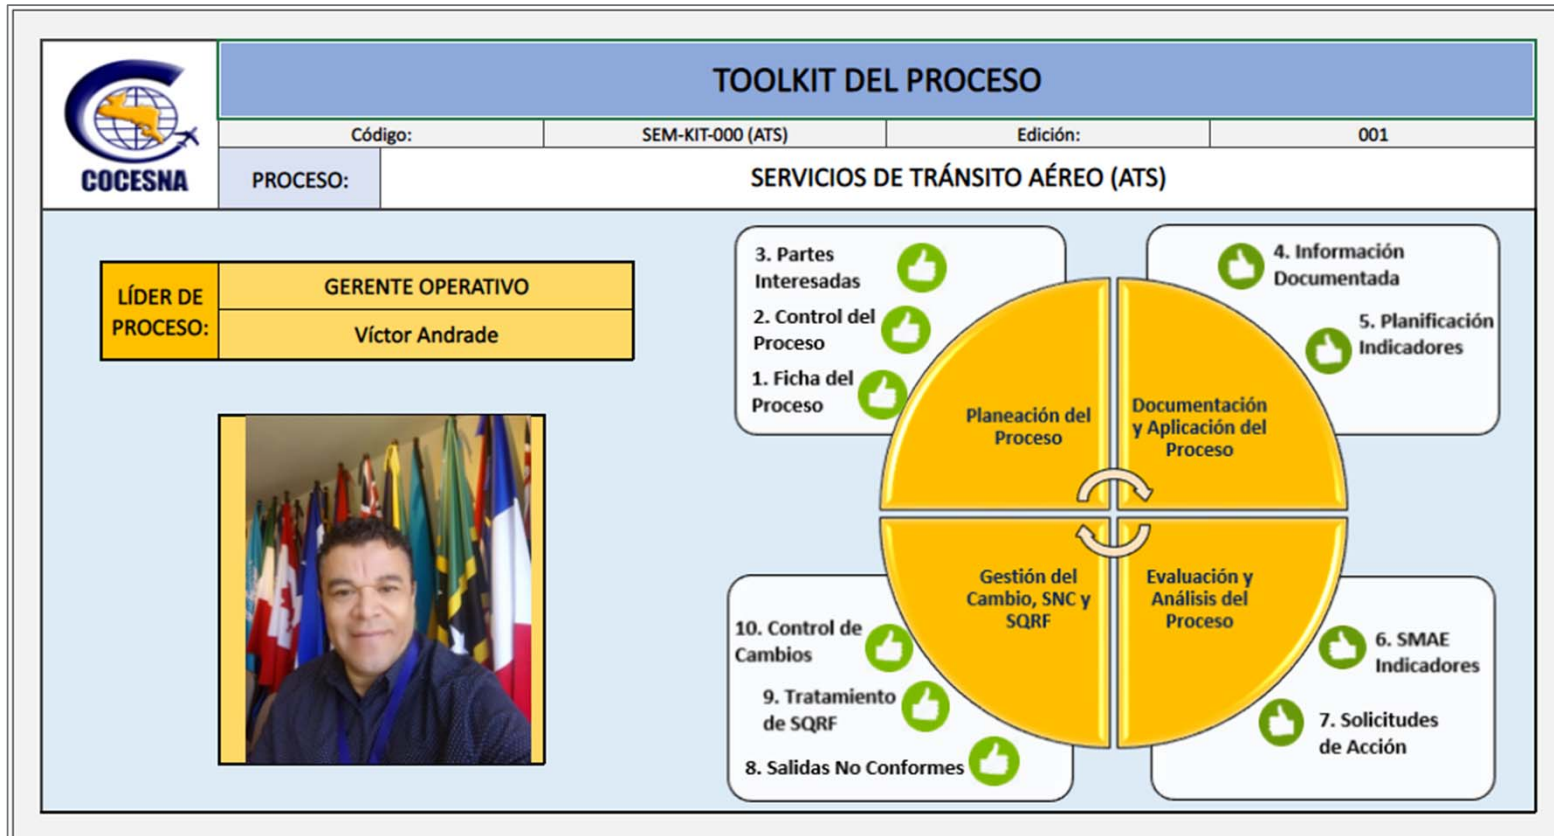 TOOLKIT DEL PROCESO
Código: SEM-KIT-000 (ATS) Edición: 001
COCESNA
PROCESO: SERVICIOS DE TRÁNSITO AÉREO (ATS)
LÍDER DE
PROCESO:
GERENTE OPERATIVO
Víctor Andrade
3. Partes
Interesadas
2. Control del
Proceso
1. Ficha del
Proceso
4. Información
Documentada
5. Planificación
Indicadores
Planeación del
Proceso
Documentación
y Aplicación del
Proceso
Gestión del
Cambio, SNC y
SQRF
Evaluación y
Análisis del
Proceso
10. Control de
Cambios
9. Tratamiento
de SQRF
8. Salidas No Conformes
6. SMAE
Indicadores
7. Solicitudes
de Acción